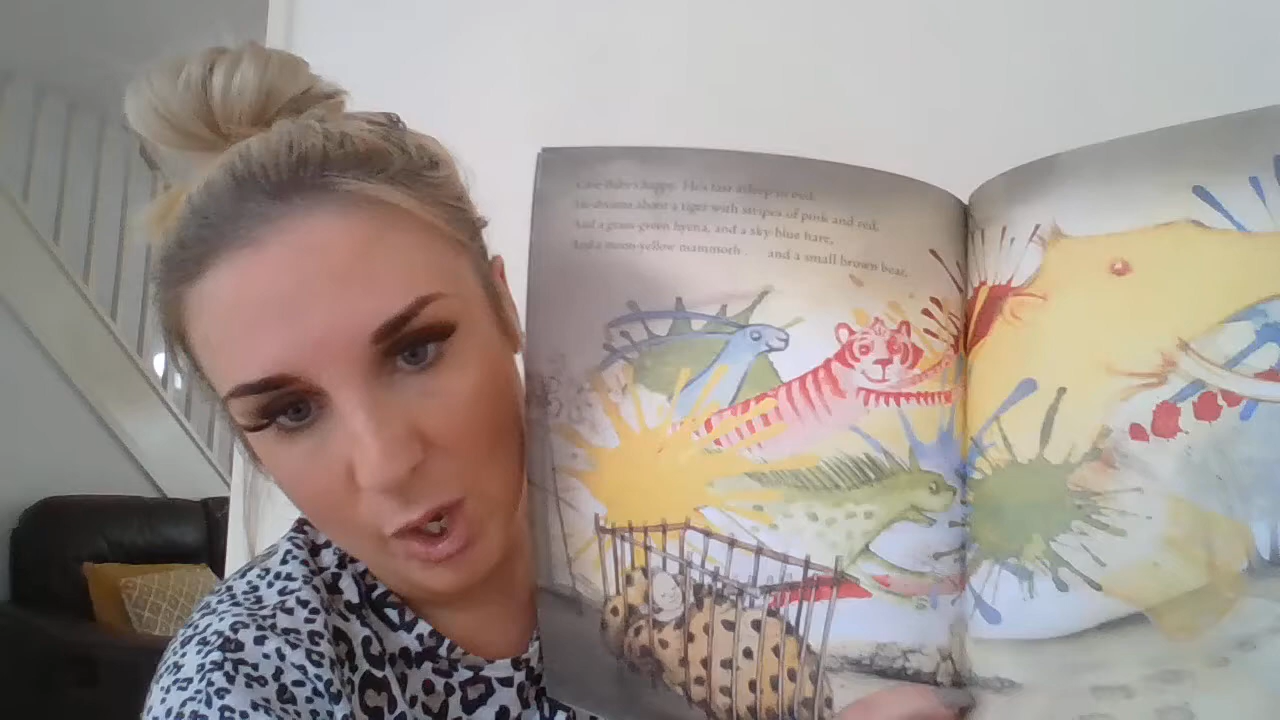 Cave Baby's happy. He's fast asleep in bed.
He dreams about a tiger with stripes of pink and red,
And a grass-green hyena, and a sky-blue hare,
And a moon-yellow mammoth . . . and a small brown bear,